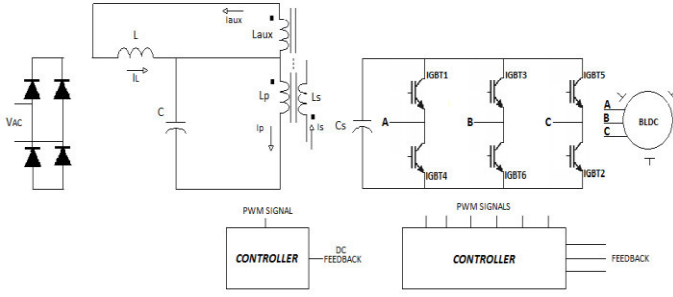 Iaux
L
Laux
IL
VAC
C
Lp
Ls
Ip
Is
Cs
IGBT1
IGBT3
IGBT5
A
B
C
IGBT4
IGBT6
IGBT2
A
B
C
BLDC
PWM SIGNAL
CONTROLLER
DC
FEEDBACK
PWM SIGNALS
CONTROLLER
FEEDBACK